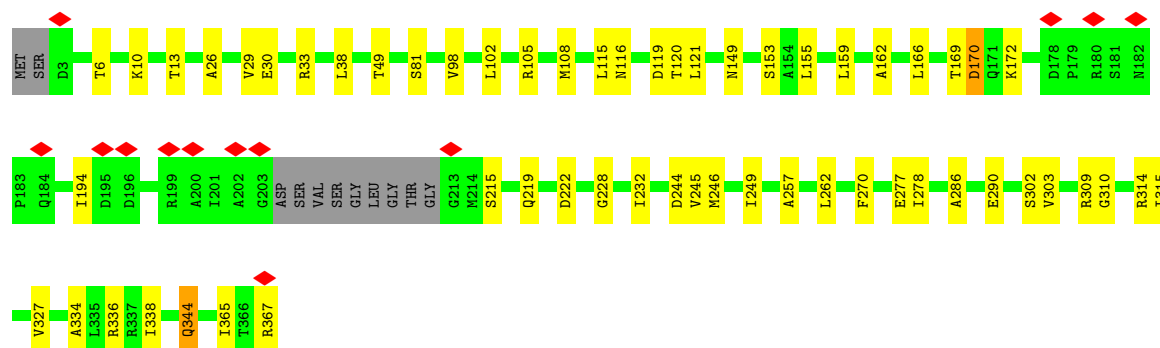 MET SER D3 T6 K10 T13 A26 V29 E30 R33 L38 T49 S81 V98 L102 R105 M108 L115 N116 D119 T120 L121 N149 S153 A154 L155 L159 A162 L166 T169 D170 Q171 K172 D178 P179 R180 S181 N182
P183 Q184 I194 D195 D196 R199 A200 I201 A202 G203 ASP SER VAL SER GLY LEU GLY THR GLY G213 M214 S215 Q219 D222 G228 I232 D244 V245 M246 I249 A257 L262 F270 E277 I278 A286 E290 S302 V303 R309 G310 R314
V327 A334 L335 R336 R337 I338 Q344 I365 T366 R367